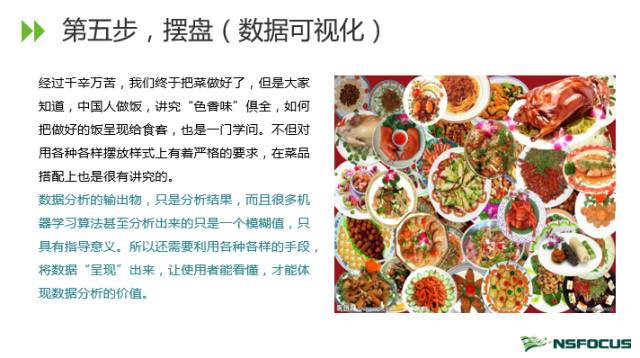 第五步，摆盘（数据可视化）
经过千辛万苦，我们终于把菜做好了，但是大家
知道，中国人做饭，讲究“色香味”俱全，如何
把做好的饭呈现给食客，也是一门学问。不但对
用各种各样摆放样式上有着严格的要求，在菜品
搭配上也是很有讲究的。
数据分析的输出物，只是分析结果，而且很多机
器学习算法甚至分析出来的只是一个模糊值，只
具有指导意义。所以还需要利用各种各样的手段，
将数据“呈现”出来，让使用者能看懂，才能体
现数据分析的价值。
NSFOCUS